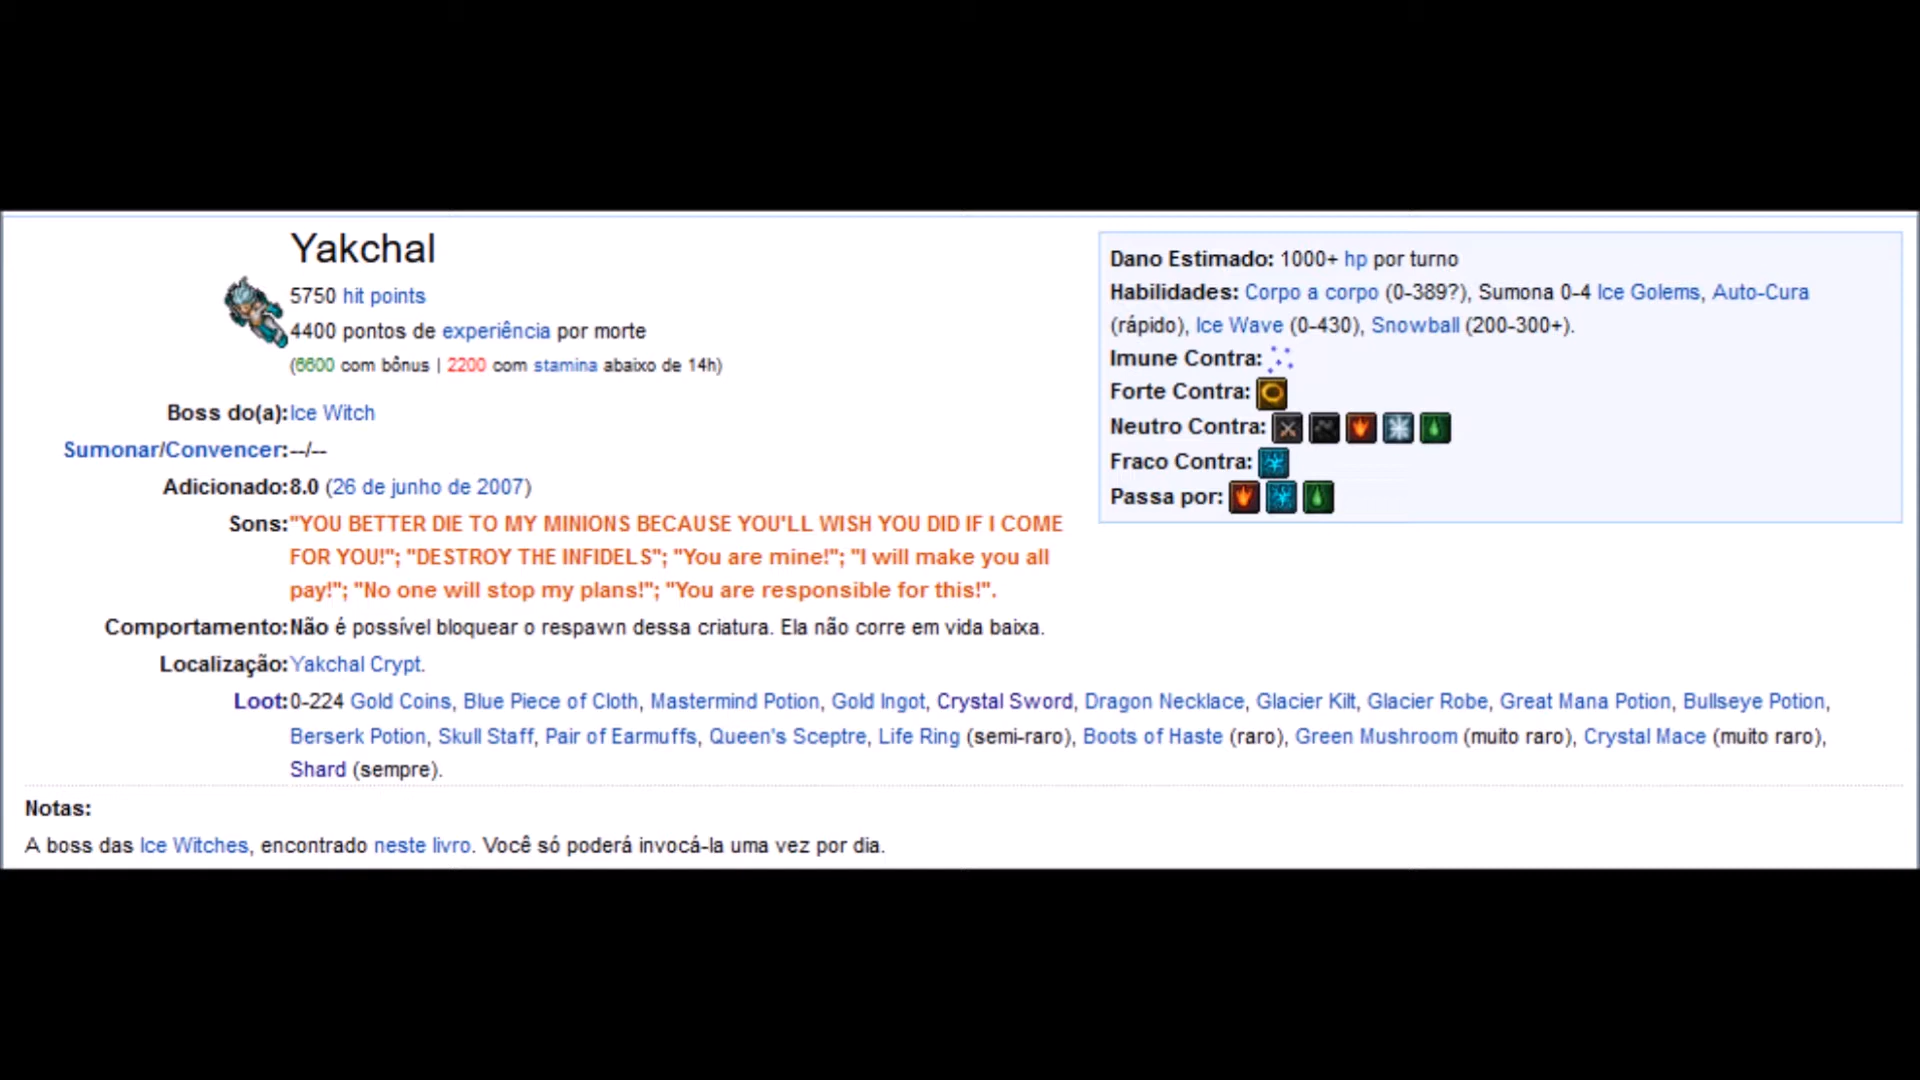 Yakchal
5750 hit points
4400 pontos de experiência por morte
(6600 com bônus | 2200 com stamina abaixo de 14h)
Boss do(a):Ice Witch
Sumonar/Convencer:--/--
Adicionado:8.0 (26 de junho de 2007)
Sons:"YOU BETTER DIE TO MY MINIONS BECAUSE YOU'LL WISH YOU DID IF I COME
FOR YOU!"; "DESTROY THE INFIDELS"; "You are mine!"; "I will make you all
pay!"; "No one will stop my plans!"; "You are responsible for this!".
Comportamento:Não é possível bloquear o respawn dessa criatura. Ela não corre em vida baixa.
Localização:Yakchal Crypt.
Dano Estimado: 1000+ hp por turno
Habilidades: Corpo a corpo (0-389?), Sumona 0-4 Ice Golems, Auto-Cura
(rápido), Ice Wave (0-430), Snowball (200-300+).
Imune Contra:
Forte Contra:
Neutro Contra:
Fraco Contra:
Passa por:
Loot:0-224 Gold Coins, Blue Piece of Cloth, Mastermind Potion, Gold Ingot, Crystal Sword, Dragon Necklace, Glacier Kilt, Glacier Robe, Great Mana Potion, Bullseye Potion,
Berserk Potion, Skull Staff, Pair of Earmuffs, Queen's Sceptre, Life Ring (semi-raro), Boots of Haste (raro), Green Mushroom (muito raro), Crystal Mace (muito raro),
Shard (sempre).
Notas:
A boss das Ice Witches, encontrado neste livro. Você só poderá invocá-la uma vez por dia.